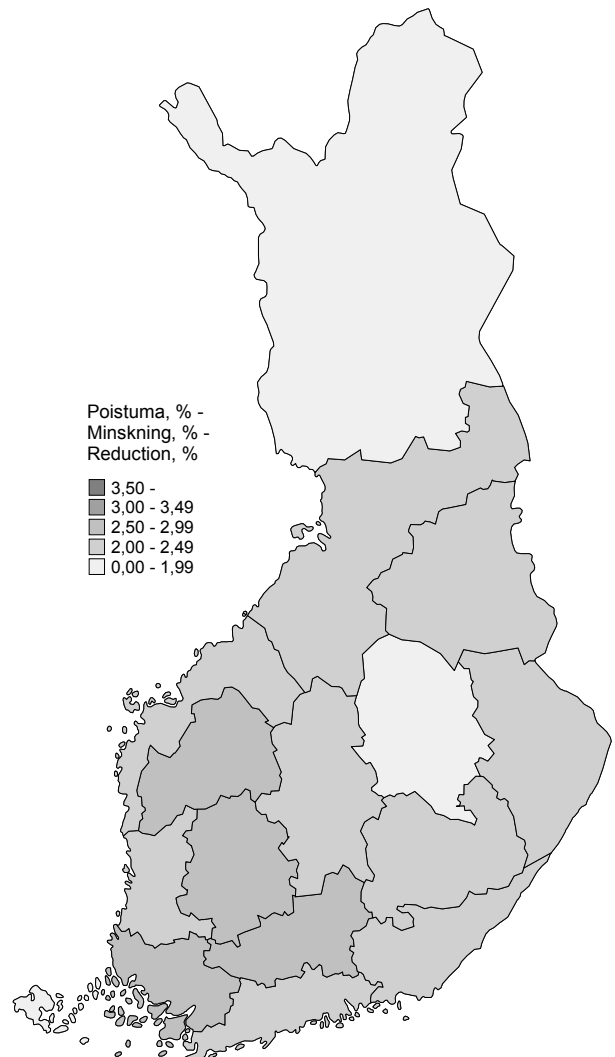 Poistuma, % -
Minskning, % -
Reduction, %
3,50 -
3,00 - 3,49
2,50 - 2,99
2,00 - 2,49
0,00 - 1,99